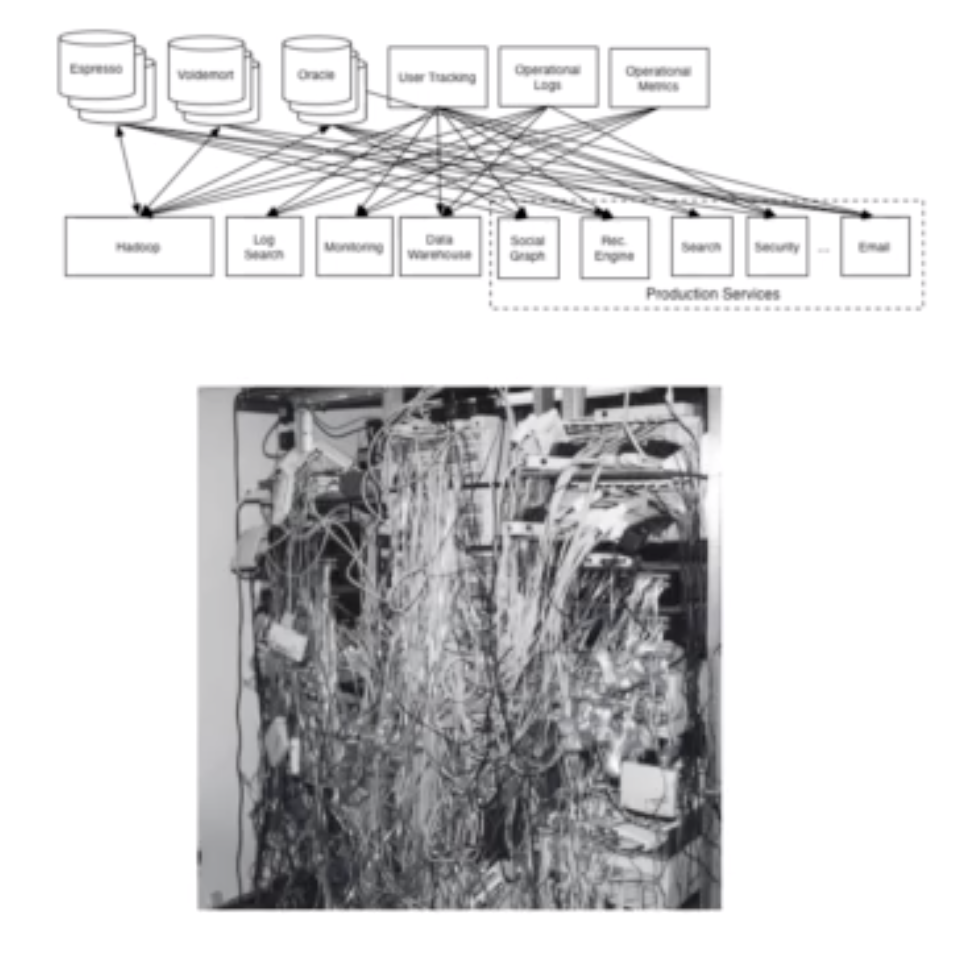 Espresso
Voldemort
Oracle
User Tracking
Operational
Logs
Operational
Metrics
Hadoop
Log
Search
Monitoring
Data
Warehouse
Social
Graph
Rec.
Engine
Search
Security
...
Email
Production Services